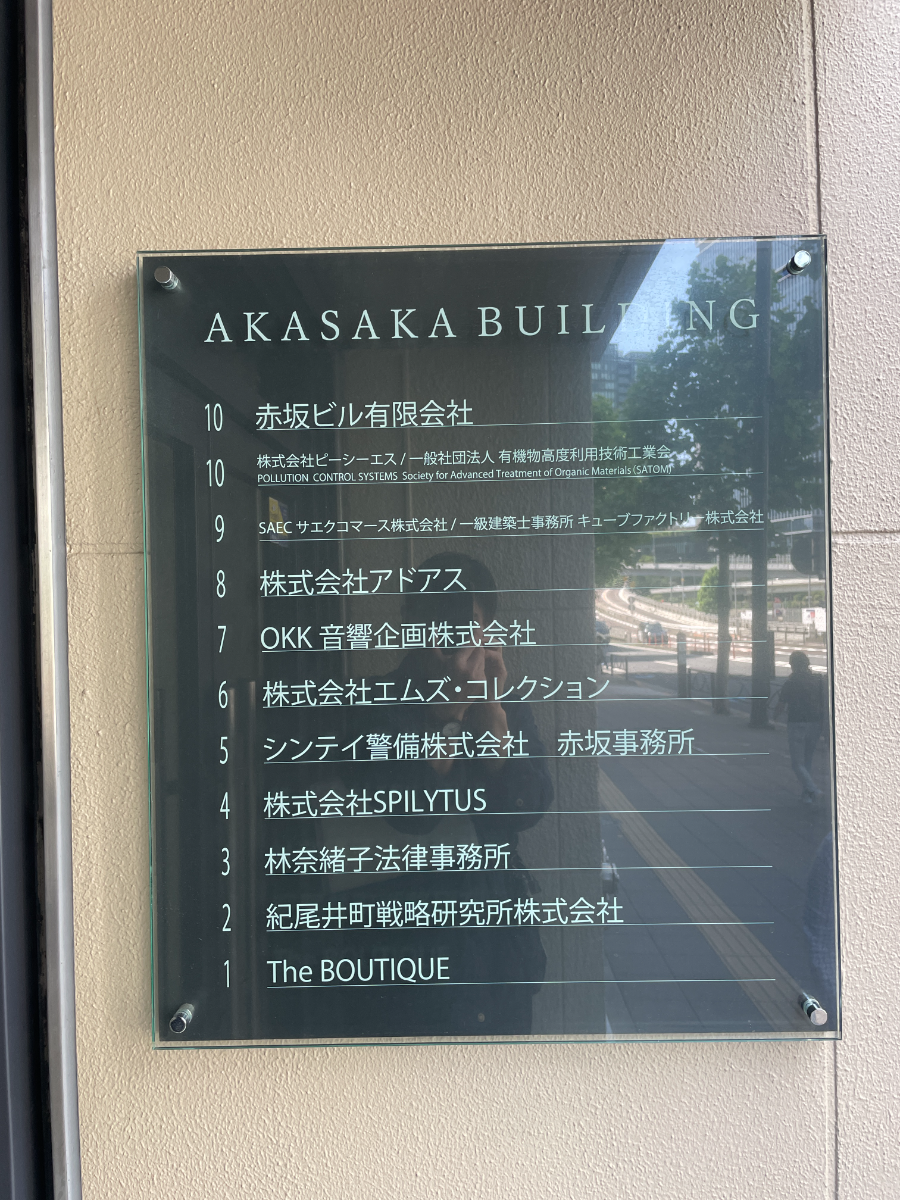 AKASAKA BUILDING
10 赤坂ビル有限会社
10 株式会社ピーシーエス / 一般社団法人 有機物高度利用技術工業会
POLLUTION CONTROL SYSTEMS Society for Advanced Treatment of Organic Materials (SATOM)
9 SAEC サエクコマース株式会社 / 一級建築士事務所 キューブファクトリー株式会社
8 株式会社アドアス
7 OKK 音響企画株式会社
6 株式会社エムズ・コレクション
5 シンテイ警備株式会社 赤坂事務所
4 株式会社SPILYTUS
3 林奈緒子法律事務所
2 紀尾井町戦略研究所株式会社
1 The BOUTIQUE